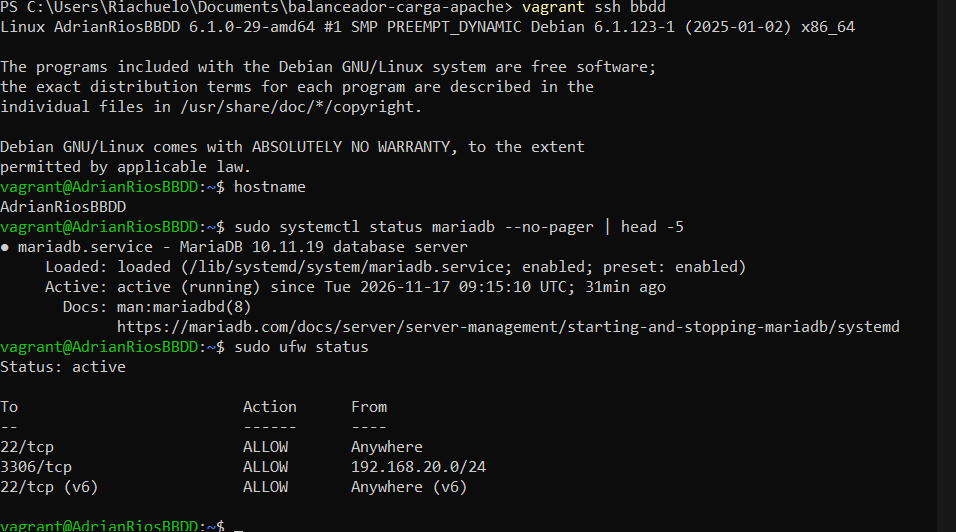 PS C:\Users\Riachuelo\Documents\balanceador-carga-apache> vagrant ssh bbdd
Linux AdrianRiosBBDD 6.1.0-29-amd64 #1 SMP PREEMPT_DYNAMIC Debian 6.1.123-1 (2025-01-02) x86_64

The programs included with the Debian GNU/Linux system are free software;
the exact distribution terms for each program are described in the
individual files in /usr/share/doc/*/copyright.

Debian GNU/Linux comes with ABSOLUTELY NO WARRANTY, to the extent
permitted by applicable law.
vagrant@AdrianRiosBBDD:~$ hostname
AdrianRiosBBDD
vagrant@AdrianRiosBBDD:~$ sudo systemctl status mariadb --no-pager | head -5
● mariadb.service - MariaDB 10.11.19 database server
     Loaded: loaded (/lib/systemd/system/mariadb.service; enabled; preset: enabled)
     Active: active (running) since Tue 2026-11-17 09:15:10 UTC; 31min ago
       Docs: man:mariadbd(8)
             https://mariadb.com/docs/server/server-management/starting-and-stopping-mariadb/systemd
vagrant@AdrianRiosBBDD:~$ sudo ufw status
Status: active

To                         Action      From
--                         ------      ----
22/tcp                     ALLOW       Anywhere
3306/tcp                   ALLOW       192.168.20.0/24
22/tcp (v6)                ALLOW       Anywhere (v6)

vagrant@AdrianRiosBBDD:~$ _